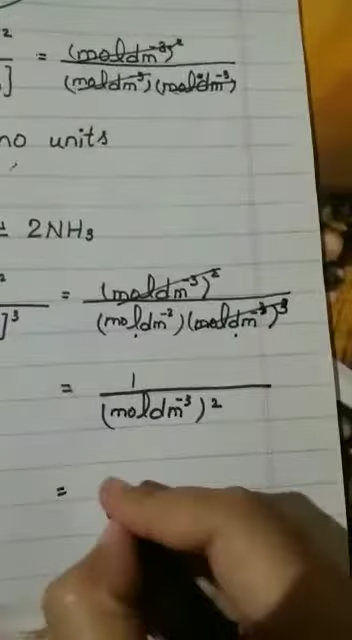 2 = (moldm⁻³)²
] (moldm⁻³)(moldm⁻³)
no units
⇌ 2NH₃
2 = (moldm⁻³)²
]³ (moldm⁻³)(moldm⁻³)³
= 1
(moldm⁻³)²
=